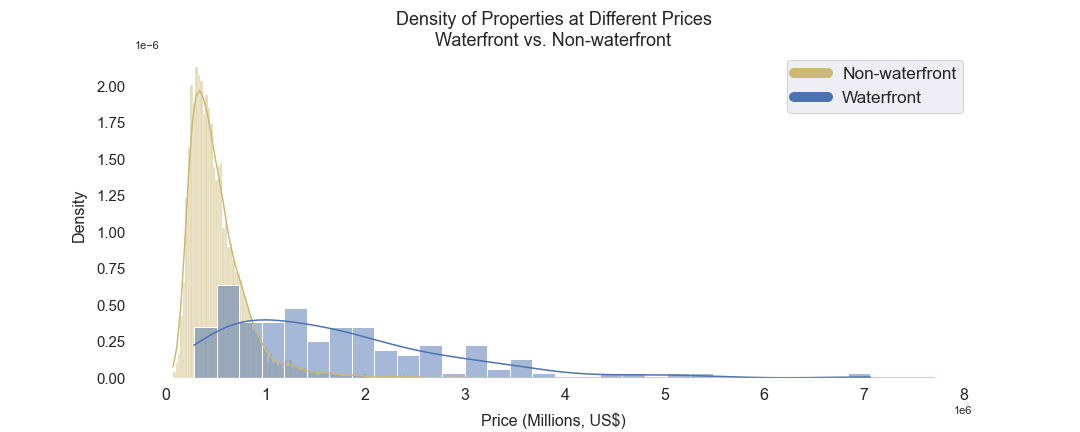 Density of Properties at Different Prices
Waterfront vs. Non-waterfront
1e−6
Non-waterfront
Waterfront
2.00
1.75
1.50
1.25
1.00
0.75
0.50
0.25
0.00
Density
0 1 2 3 4 5 6 7 8
1e6
Price (Millions, US$)